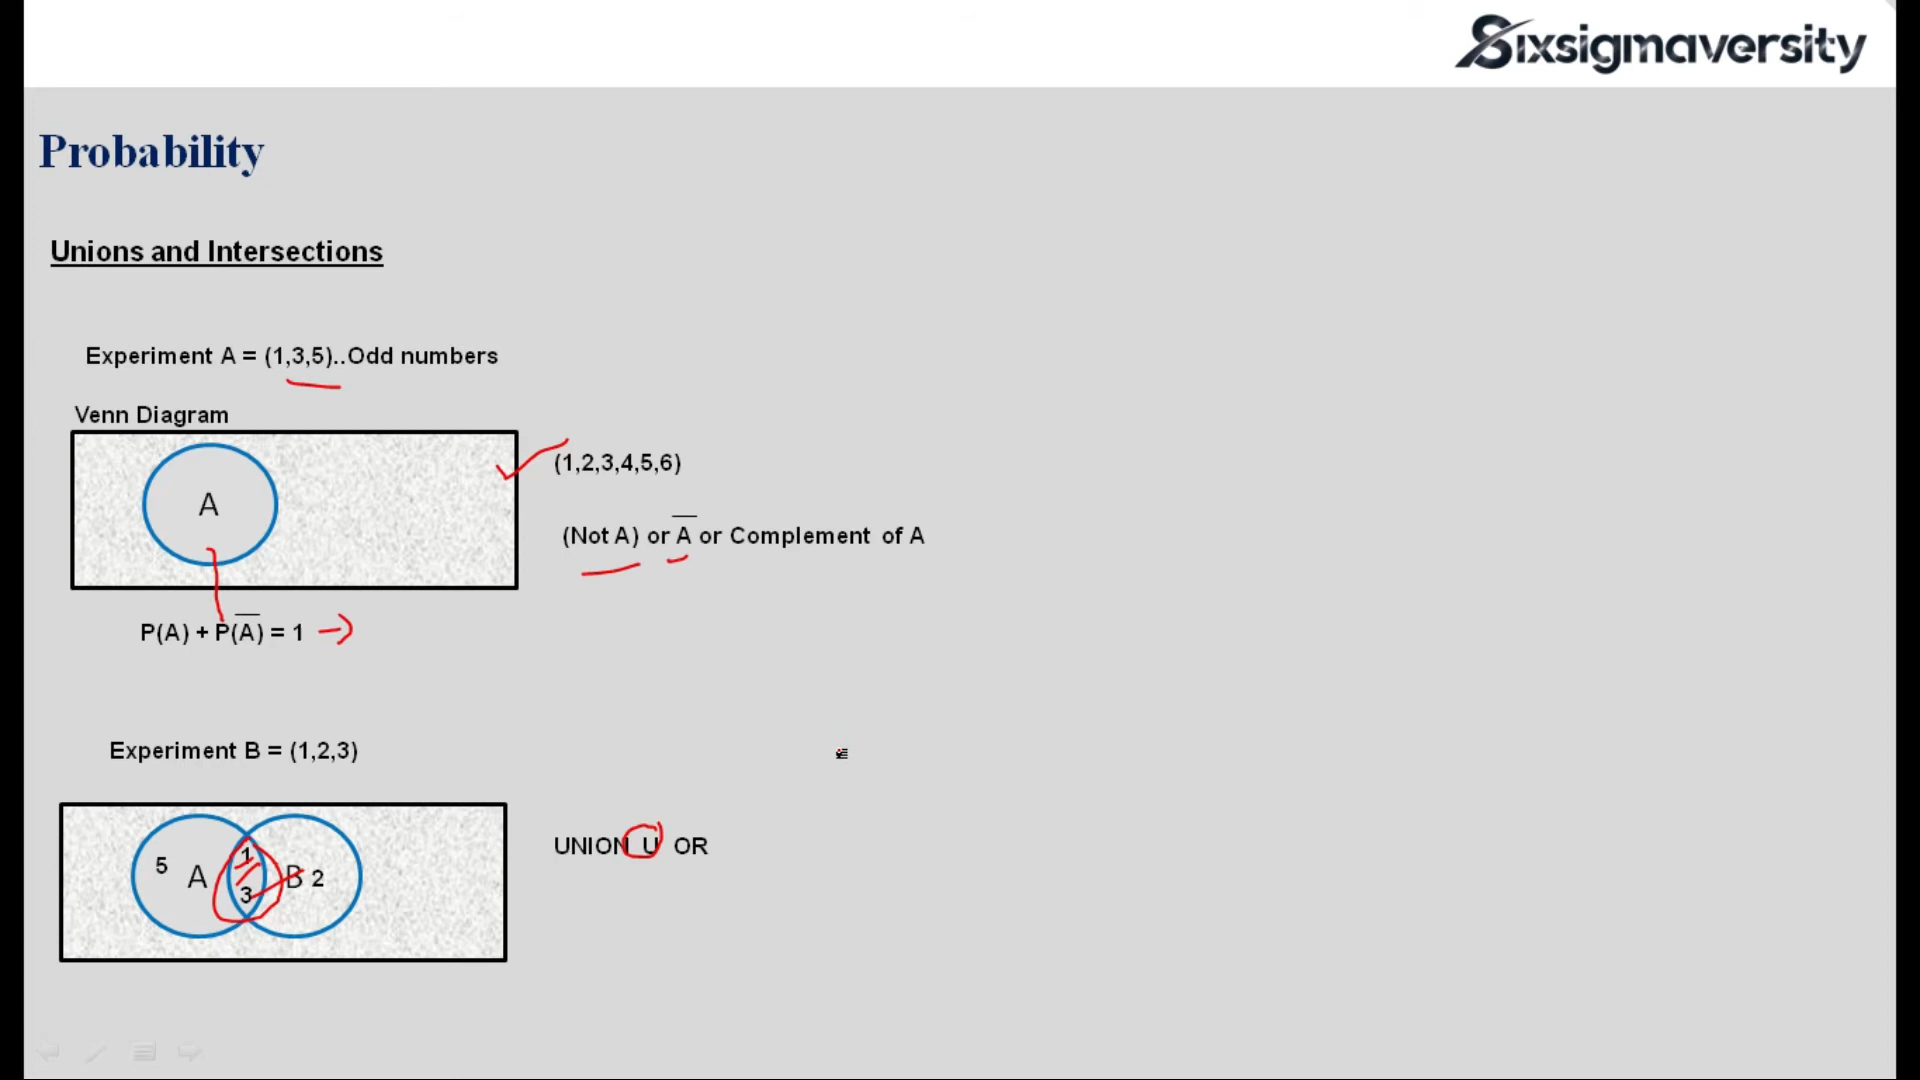 Sixsigmaversity
Probability
Unions and Intersections
Experiment A = (1,3,5)..Odd numbers
Venn Diagram
A
(1,2,3,4,5,6)
(Not A) or A̅ or Complement of A
P(A) + P(A̅) = 1
Experiment B = (1,2,3)
5 A 1 3 B 2
UNION U OR